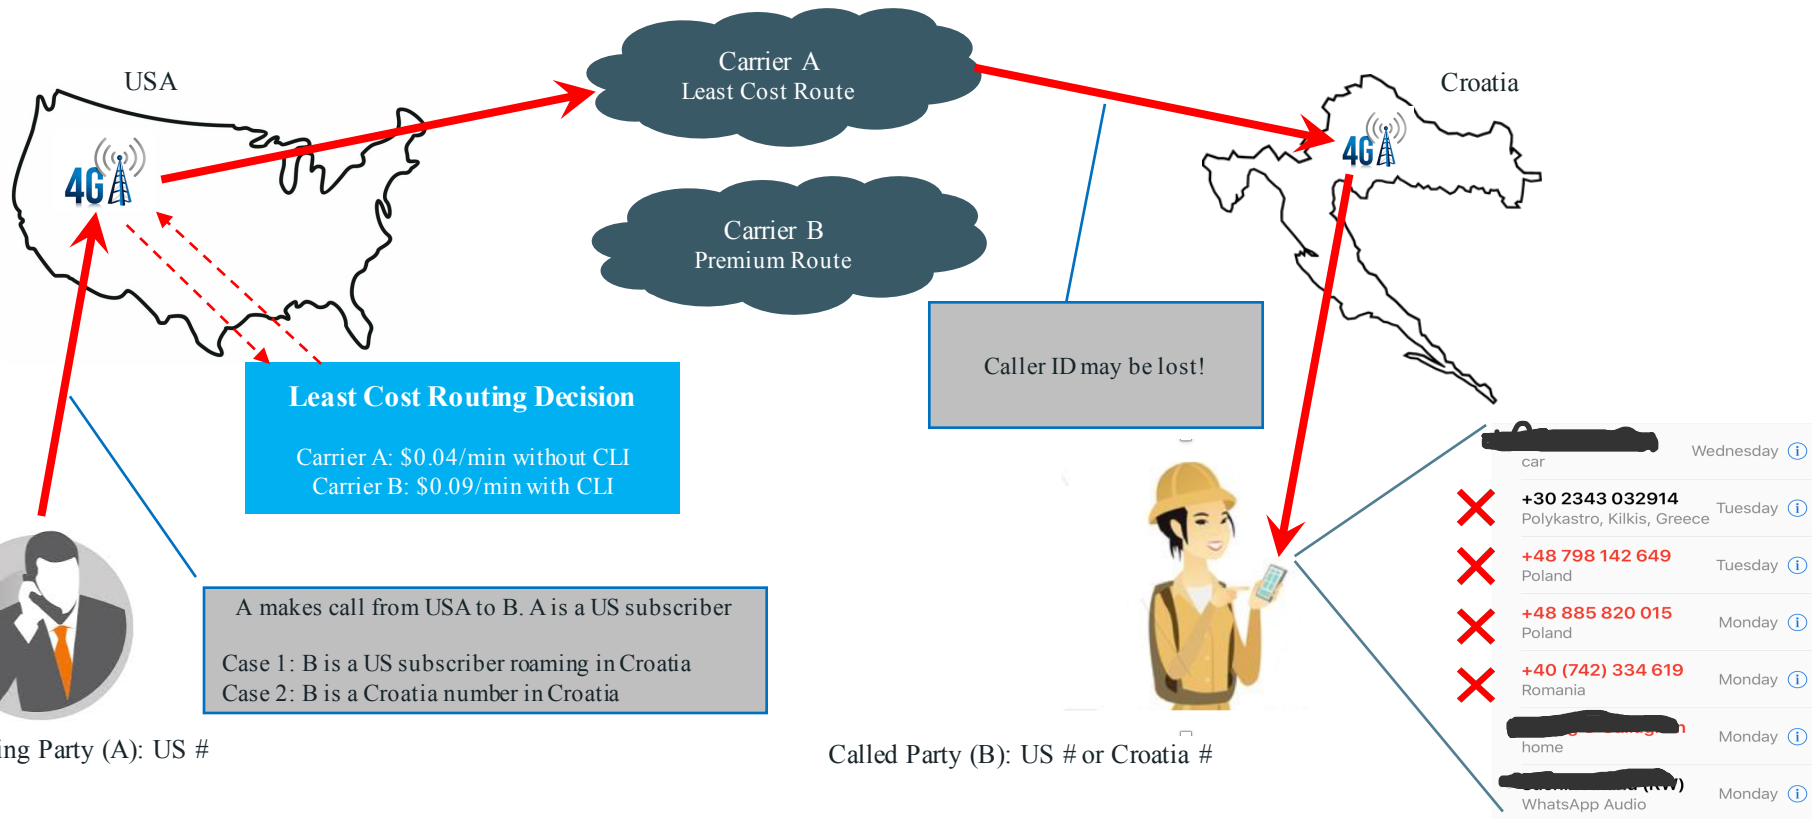 USA
4G
Carrier A
Least Cost Route
Carrier B
Premium Route
Croatia
4G
Least Cost Routing Decision
Carrier A: $0.04/min without CLI
Carrier B: $0.09/min with CLI
Caller ID may be lost!
A makes call from USA to B. A is a US subscriber
Case 1: B is a US subscriber roaming in Croatia
Case 2: B is a Croatia number in Croatia
ing Party (A): US #
Called Party (B): US # or Croatia #
Wednesday
car
+30 2343 032914
Polykastro, Kilkis, Greece
Tuesday
+48 798 142 649
Poland
Tuesday
+48 885 820 015
Poland
Monday
+40 (742) 334 619
Romania
Monday
home
Monday
WhatsApp Audio
Monday